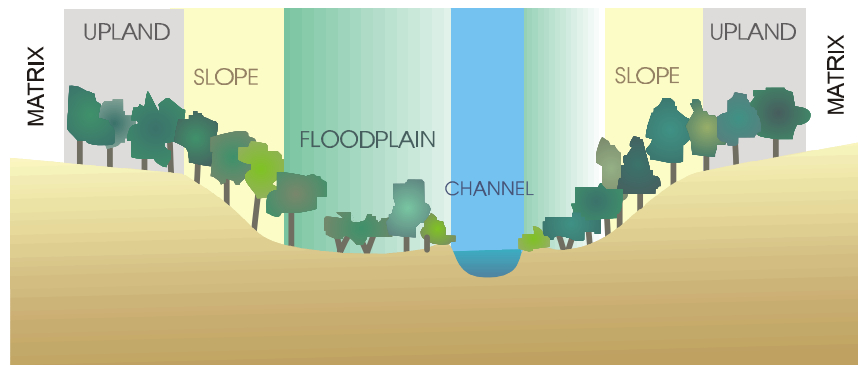 MATRIX
UPLAND
SLOPE
FLOODPLAIN
CHANNEL
SLOPE
UPLAND
MATRIX